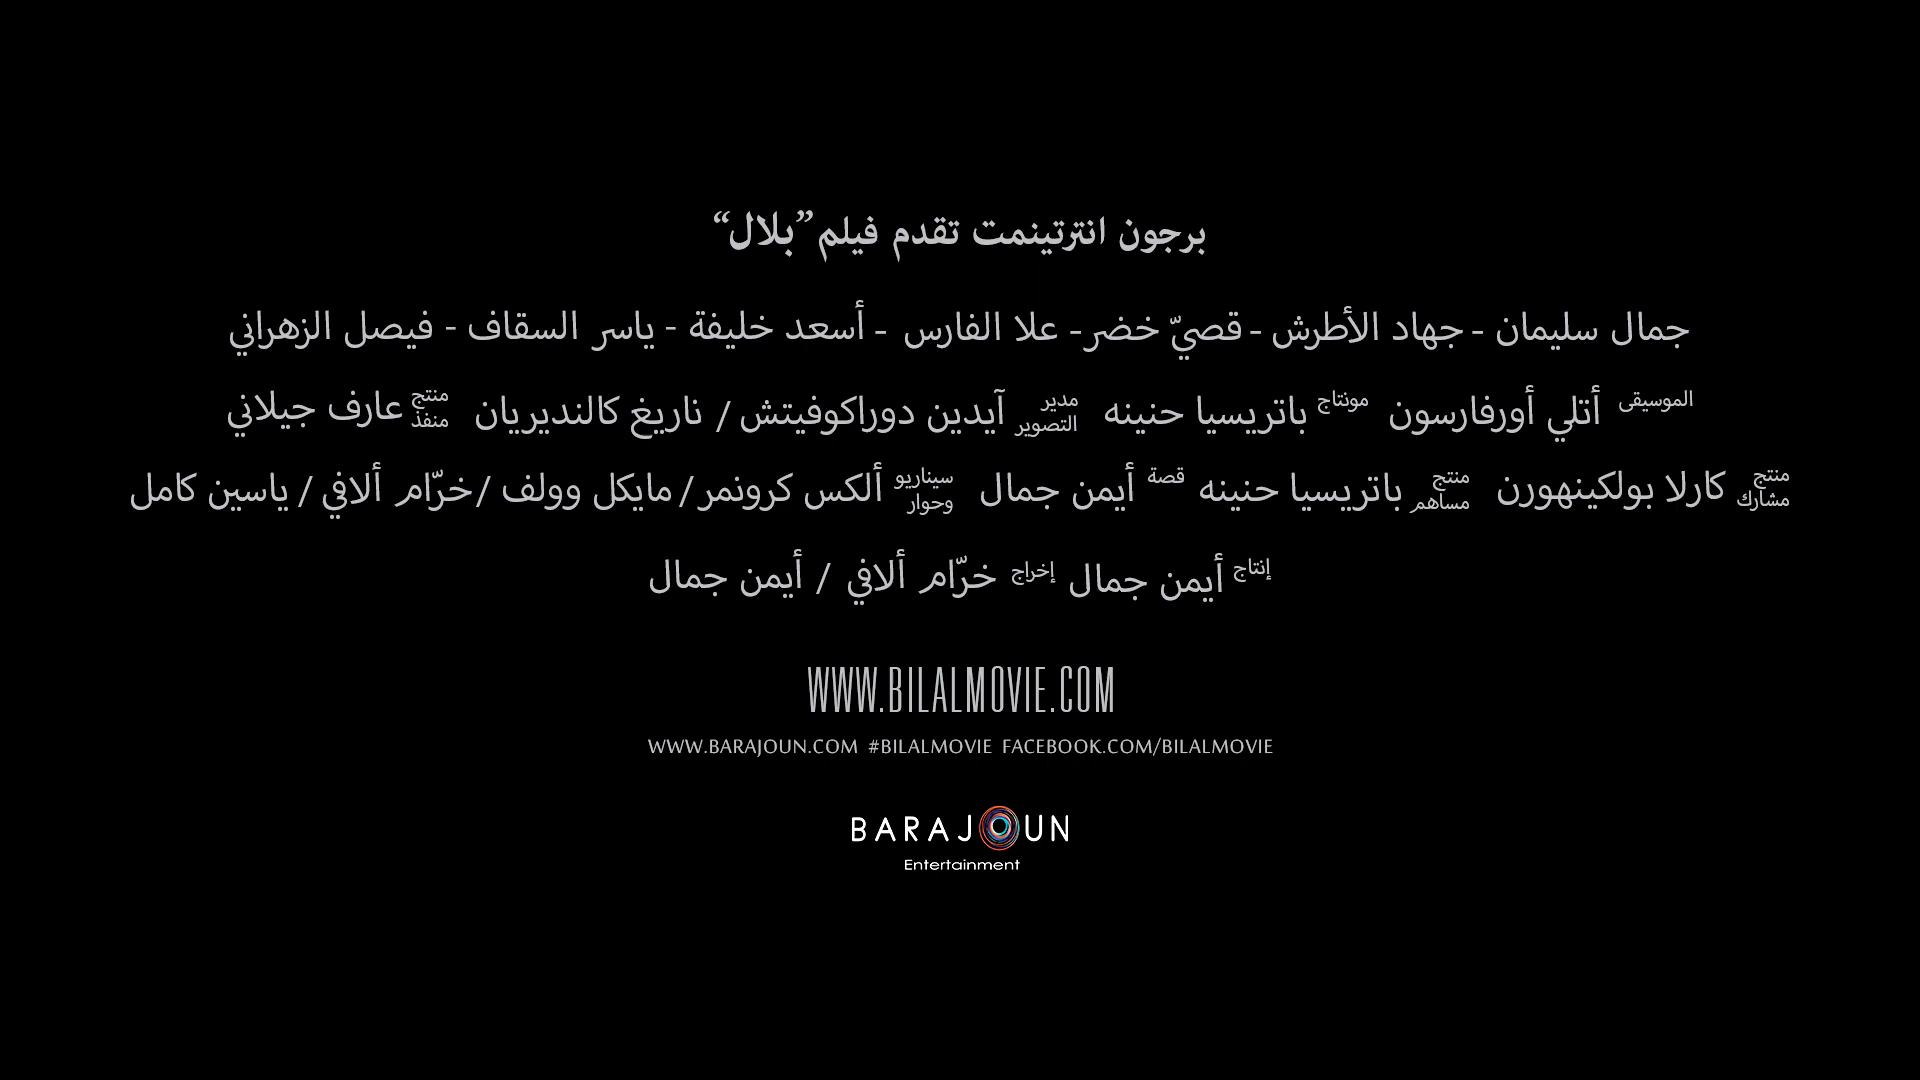 برجون انترتينمت تقدم فيلم ”بلال“
جمال سليمان - جهاد الأطرش - قصيّ خضر - علا الفارس - أسعد خليفة - ياسر السقاف - فيصل الزهراني
الموسيقى أتلي أورفارسون مونتاج باتريسيا حنينه مدير التصوير آيدين دوراكوفيتش / ناريغ كالنديريان منتج منفذ عارف جيلاني
منتج مشارك كارلا بولكينهورن منتج مساهم باتريسيا حنينه قصة أيمن جمال سيناريو وحوار ألكس كرونمر / مايكل وولف / خرّام ألافي / ياسين كامل
إنتاج أيمن جمال إخراج خرّام ألافي / أيمن جمال
WWW.BILALMOVIE.COM
WWW.BARAJOUN.COM #BILALMOVIE FACEBOOK.COM/BILALMOVIE
BARAJOUN
Entertainment